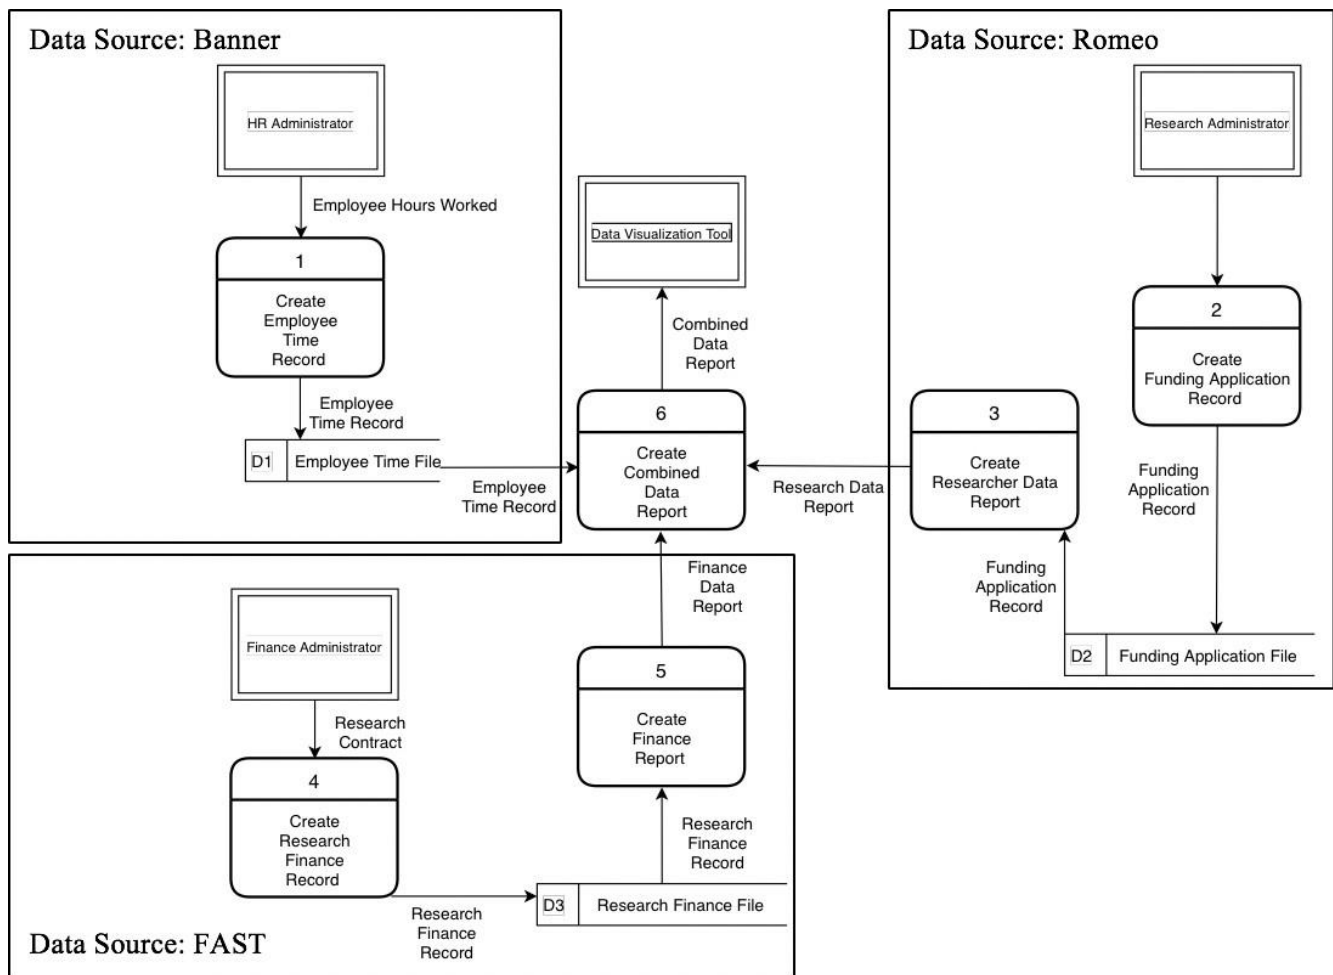 Data Source: Banner
HR Administrator
Employee Hours Worked
1
Create
Employee
Time
Record
Employee
Time Record
D1
Employee Time File
Employee
Time Record
Data Visualization Tool
Combined
Data
Report
6
Create
Combined
Data
Report
Data Source: Romeo
Research Administrator
2
Create
Funding Application
Record
3
Create
Researcher Data
Report
Research Data
Report
Funding
Application
Record
Funding
Application
Record
D2
Funding Application File
Finance
Data
Report
Finance Administrator
Research
Contract
4
Create
Research
Finance
Record
5
Create
Finance
Report
Research
Finance
Record
D3
Research Finance File
Research
Finance
Record
Data Source: FAST